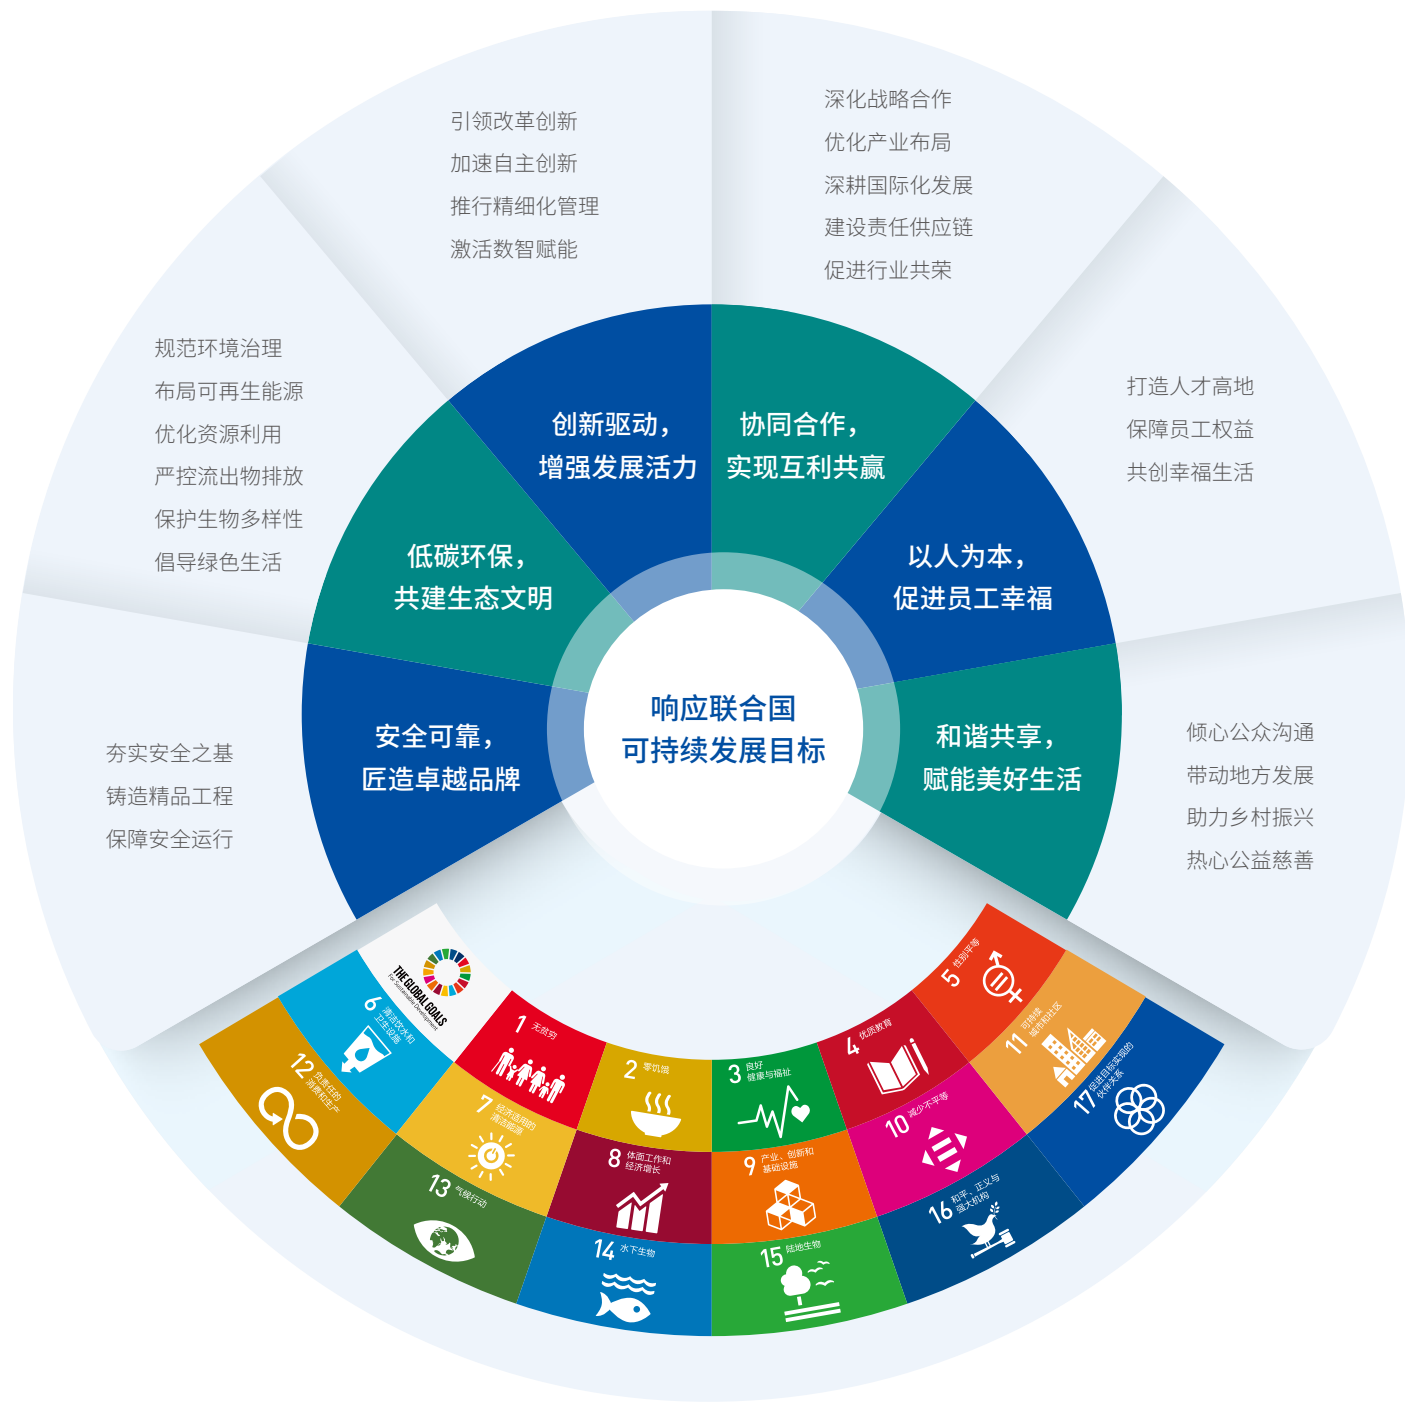 引领改革创新
加速自主创新
推行精细化管理
激活数智赋能
深化战略合作
优化产业布局
深耕国际化发展
建设责任供应链
促进行业共荣
规范环境治理
布局可再生能源
优化资源利用
严控流出物排放
保护生物多样性
倡导绿色生活
打造人才高地
保障员工权益
共创幸福生活
夯实安全之基
铸造精品工程
保障安全运行
倾心公众沟通
带动地方发展
助力乡村振兴
热心公益慈善
创新驱动，
增强发展活力
协同合作，
实现互利共赢
低碳环保，
共建生态文明
以人为本，
促进员工幸福
安全可靠，
匠造卓越品牌
和谐共享，
赋能美好生活
响应联合国
可持续发展目标
THE GLOBAL GOALS
For Sustainable Development
1 无贫穷
2 零饥饿
3 良好
健康与福祉
4 优质教育
5 性别平等
6 清洁饮水和
卫生设施
7 经济适用的
清洁能源
8 体面工作和
经济增长
9 产业、创新和
基础设施
10 减少不平等
11 可持续
城市和社区
12 负责任的
消费和生产
13 气候行动
14 水下生物
15 陆地生物
16 和平、正义与
强大机构
17 促进目标实现的
伙伴关系